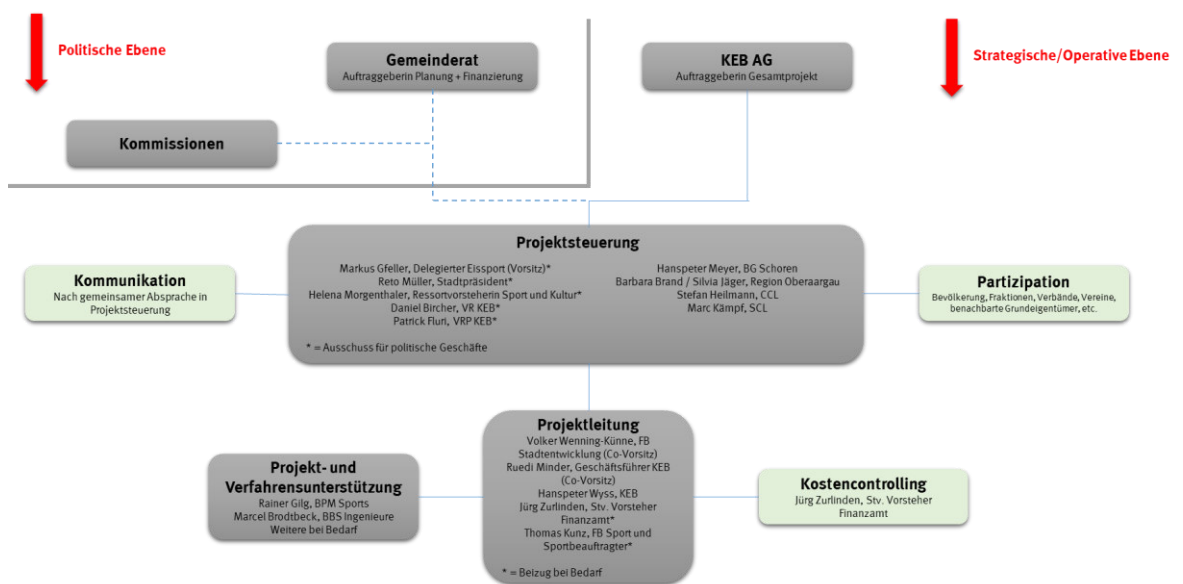 Politische Ebene
Gemeinderat
Auftraggeberin Planung + Finanzierung
KEB AG
Auftraggeberin Gesamtprojekt
Strategische/Operative Ebene
Kommissionen
Projektsteuerung
Markus Gfeller, Delegierter Eissport (Vorsitz)*
Reto Müller, Stadtpräsident*
Helena Morgenthaler, Ressortvorsteherin Sport und Kultur*
Daniel Bircher, VR KEB*
Patrick Fluri, VRP KEB*
* = Ausschuss für politische Geschäfte
Hanspeter Meyer, BG Schoren
Barbara Brand / Silvia Jäger, Region Oberaargau
Stefan Heilmann, CCL
Marc Kämpf, SCL
Kommunikation
Nach gemeinsamer Absprache in
Projektsteuerung
Partizipation
Bevölkerung, Fraktionen, Verbände, Vereine,
benachbarte Grundeigentümer, etc.
Projektleitung
Volker Wenning-Künne, FB
Stadtentwicklung (Co-Vorsitz)
Ruedi Minder, Geschäftsführer KEB
(Co-Vorsitz)
Hanspeter Wyss, KEB
Jürg Zurlinden, Stv. Vorsteher
Finanzamt*
Thomas Kunz, FB Sport und
Sportbeauftragter*
* = Beizug bei Bedarf
Projekt- und
Verfahrensunterstützung
Rainer Gilg, BPM Sports
Marcel Brodtbeck, BBS Ingenieure
Weitere bei Bedarf
Kostencontrolling
Jürg Zurlinden, Stv. Vorsteher
Finanzamt